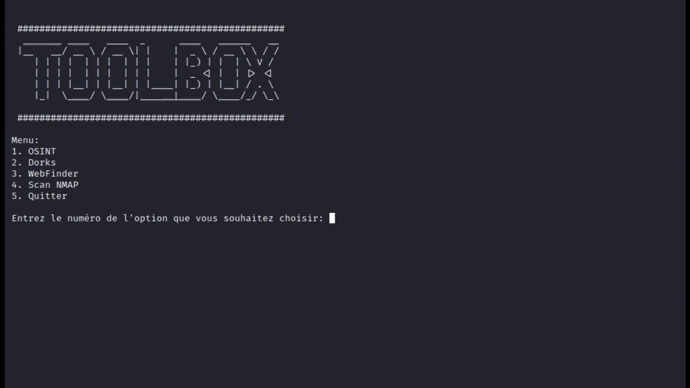 TOOLBOX
Menu:
1. OSINT
2. Dorks
3. WebFinder
4. Scan NMAP
5. Quitter
Entrez le numéro de l'option que vous souhaitez choisir: